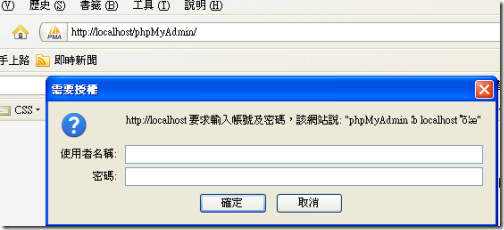 (V) 歷史(S) 書籤(B) 工具(T) 說明(H)
PMA http://localhost/phpMyAdmin/
手上路 即時新聞
CSS
需要授權
http://localhost 要求輸入帳號及密碼，該網站說: "phpMyAdmin localhost
使用者名稱:
密碼:
確定 取消